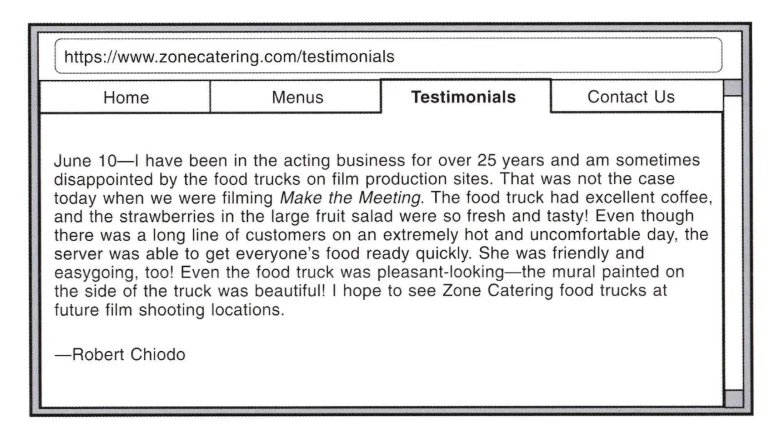 https://www.zonecatering.com/testimonials
Home Menus Testimonials Contact Us
June 10—I have been in the acting business for over 25 years and am sometimes
disappointed by the food trucks on film production sites. That was not the case
today when we were filming Make the Meeting. The food truck had excellent coffee,
and the strawberries in the large fruit salad were so fresh and tasty! Even though
there was a long line of customers on an extremely hot and uncomfortable day, the
server was able to get everyone's food ready quickly. She was friendly and
easygoing, too! Even the food truck was pleasant-looking—the mural painted on
the side of the truck was beautiful! I hope to see Zone Catering food trucks at
future film shooting locations.
—Robert Chiodo